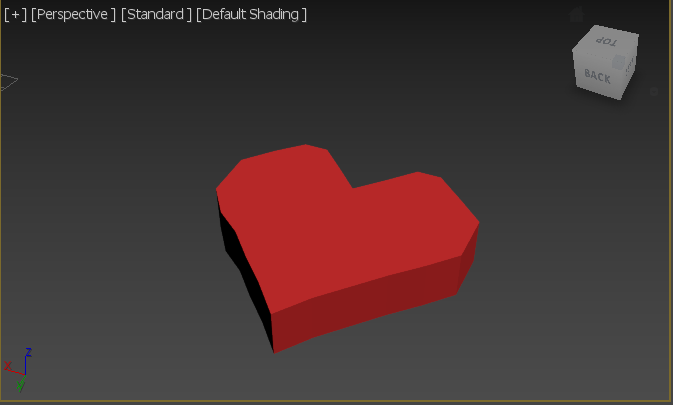 [+] [Perspective ] [Standard ] [Default Shading ]
TOP
BACK
Z
X
y